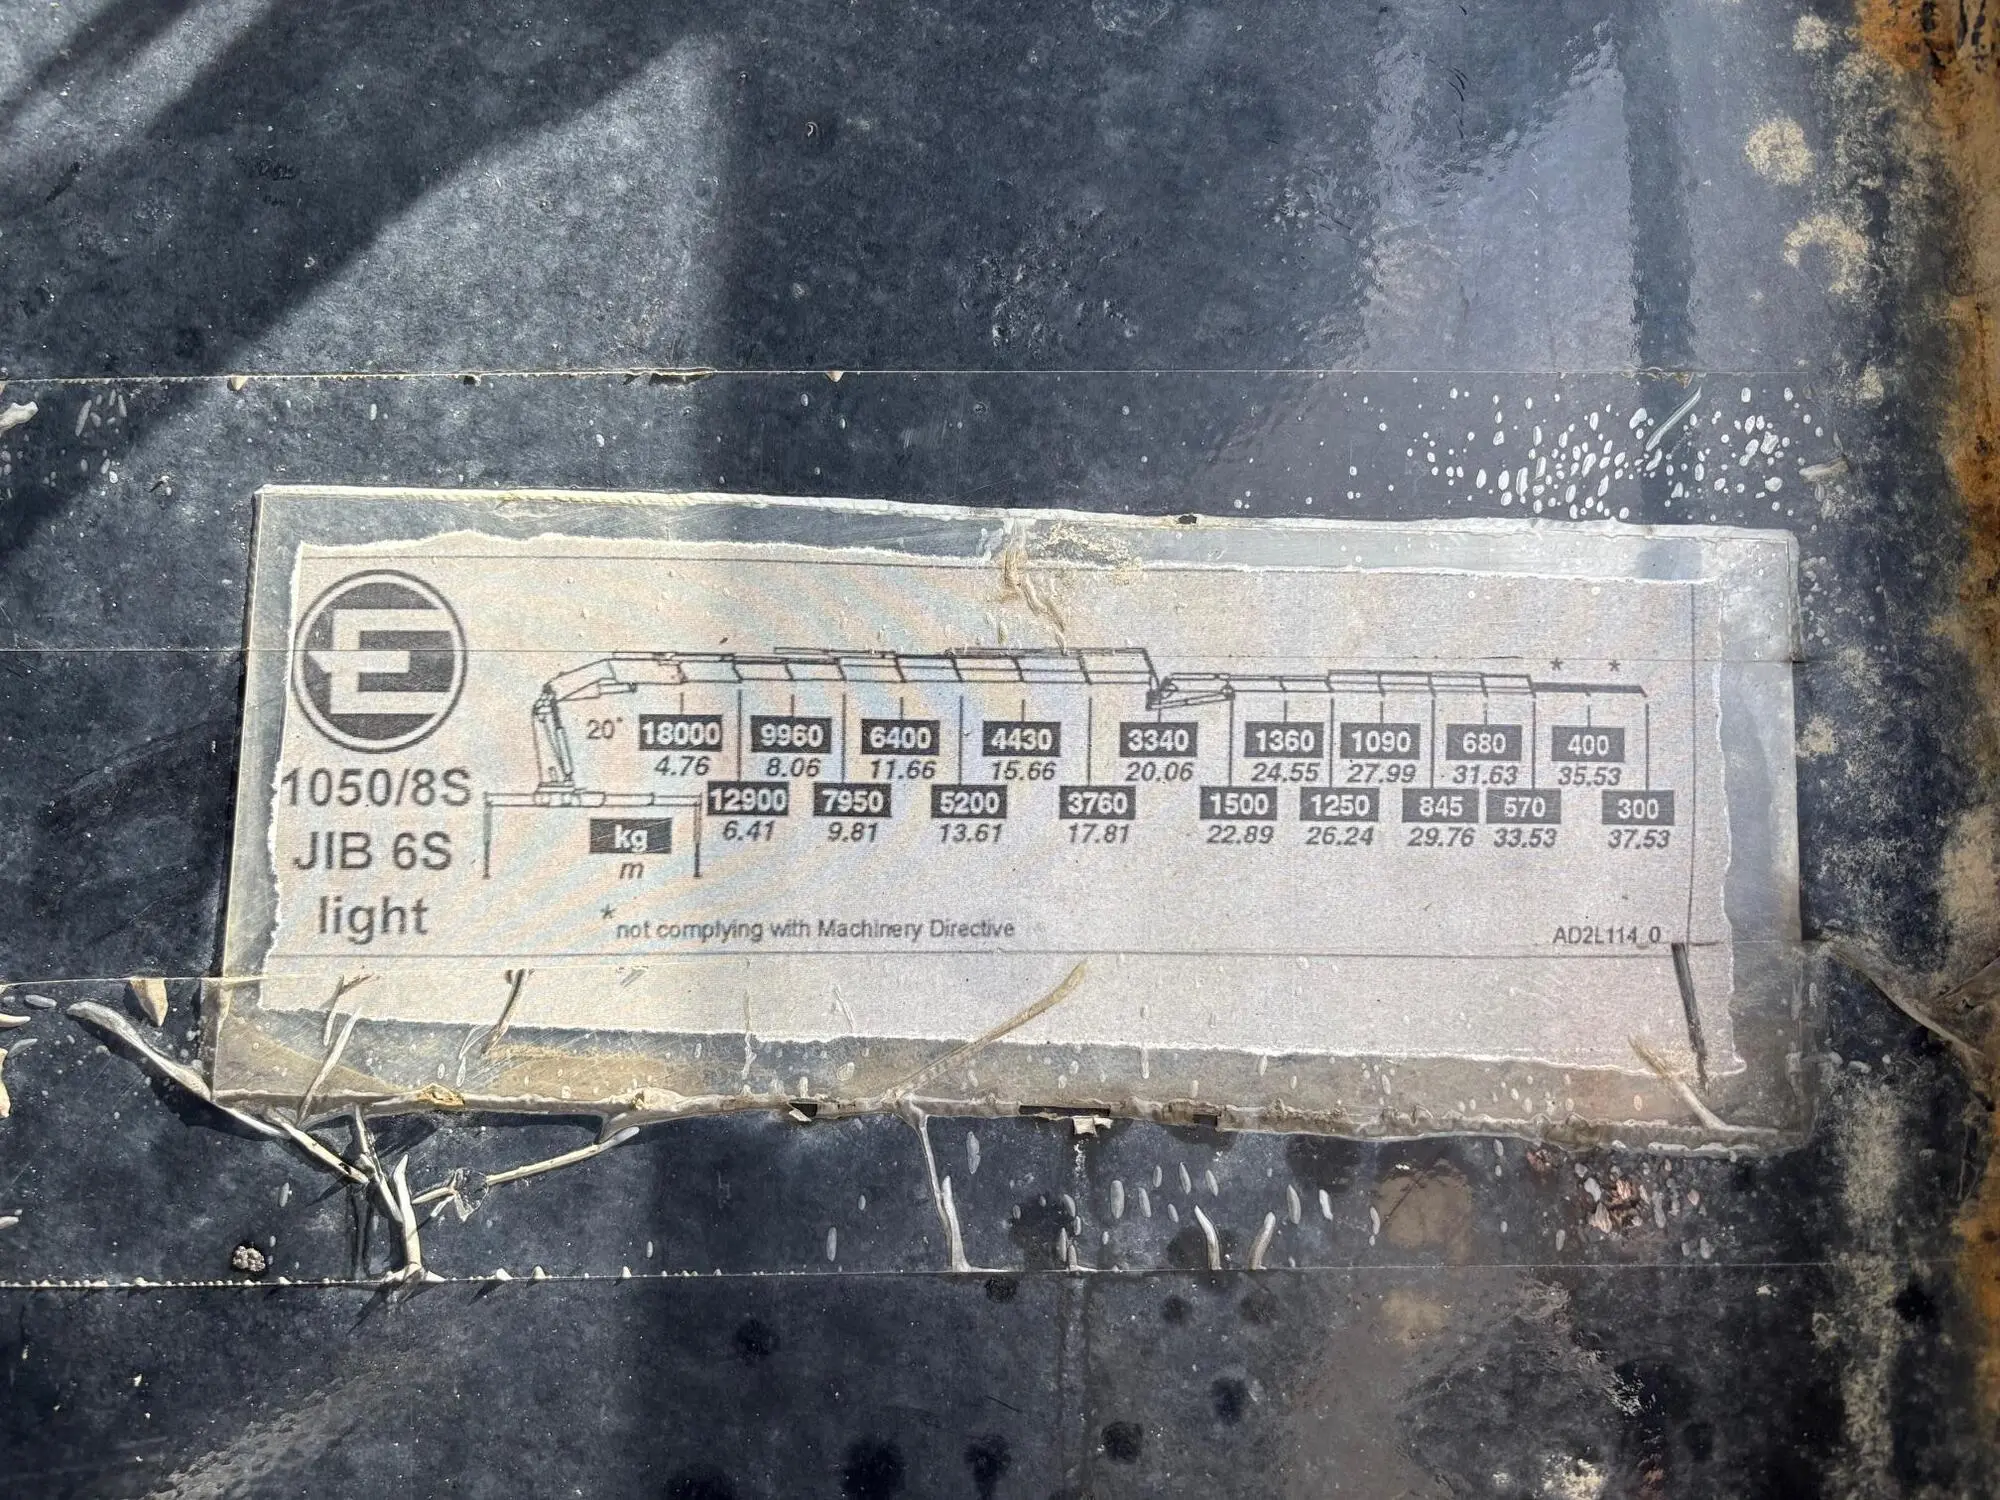 E
1050/8S
JIB 6S
light
* *
20° 18000 9960 6400 4430 3340 1360 1090 680 400
4.76 8.06 11.66 15.66 20.06 24.55 27.99 31.63 35.53
12900 7950 5200 3760 1500 1250 845 570 300
6.41 9.81 13.61 17.81 22.89 26.24 29.76 33.53 37.53
kg
m
* not complying with Machinery Directive
AD2L114_0